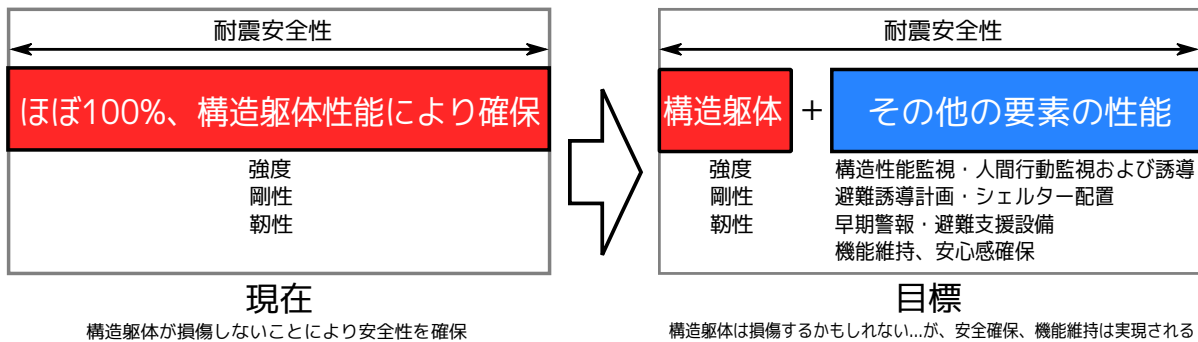 耐震安全性
ほぼ100%、構造躯体性能により確保
強度
剛性
靭性
現在
構造躯体が損傷しないことにより安全性を確保
耐震安全性
構造躯体
+
その他の要素の性能
強度
剛性
靭性
構造性能監視・人間行動監視および誘導
避難誘導計画・シェルター配置
早期警報・避難支援設備
機能維持、安心感確保
目標
構造躯体は損傷するかもしれない...が、安全確保、機能維持は実現される